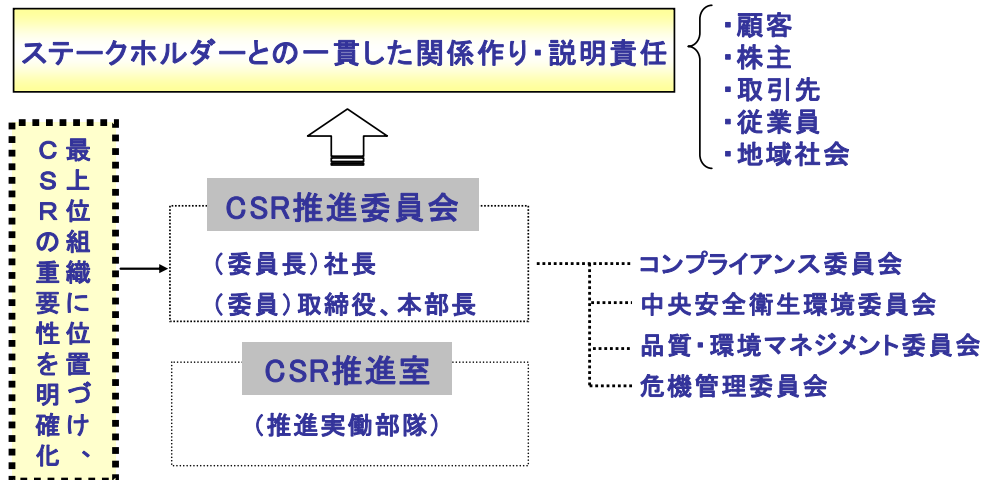 ステークホルダーとの一貫した関係作り・説明責任
・顧客
・株主
・取引先
・従業員
・地域社会
最上位組織に位置づけ、
CSRの重要性を明確化
CSR推進委員会
（委員長）社長
（委員）取締役、本部長
コンプライアンス委員会
中央安全衛生環境委員会
品質・環境マネジメント委員会
危機管理委員会
CSR推進室
（推進実働部隊）